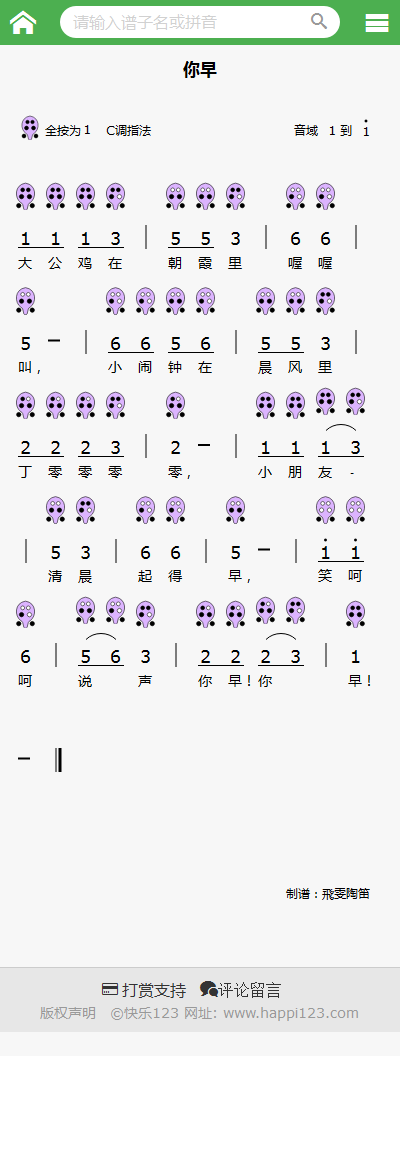 请输入谱子名或拼音
你早
全按为1 C调指法 音域 1 到 1̇
1 1 1 3 | 5 5 3 | 6 6 |
大 公 鸡 在 朝 霞 里 喔 喔
5 – | 6 6 5 6 | 5 5 3 |
叫, 小 闹 钟 在 晨 风 里
2 2 2 3 | 2 – | 1 1 1 3
丁 零 零 零 零, 小 朋 友 -
| 5 3 | 6 6 | 5 – | 1̇ 1̇
清 晨 起 得 早, 笑 呵
6 | 5 6 3 | 2 2 2 3 | 1
呵 说 声 你 早! 你 早!
– ‖
制谱:飛雯陶笛
打赏支持 评论留言
版权声明 ©快乐123 网址: www.happi123.com